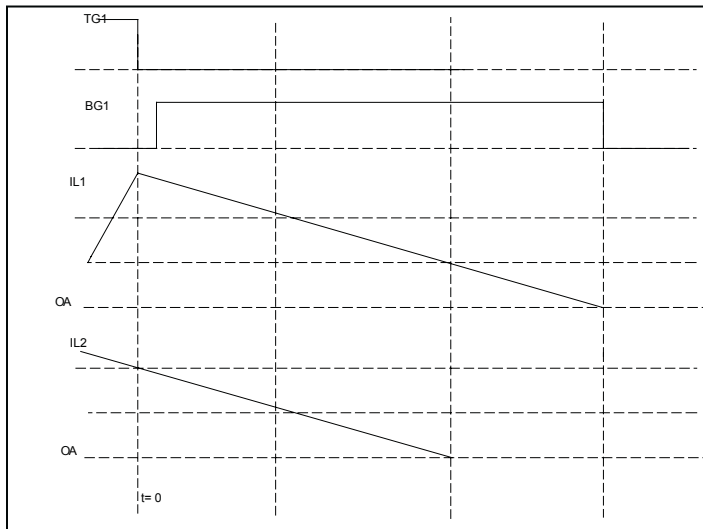 TG1
BG1
IL1
OA
IL2
OA
t= 0